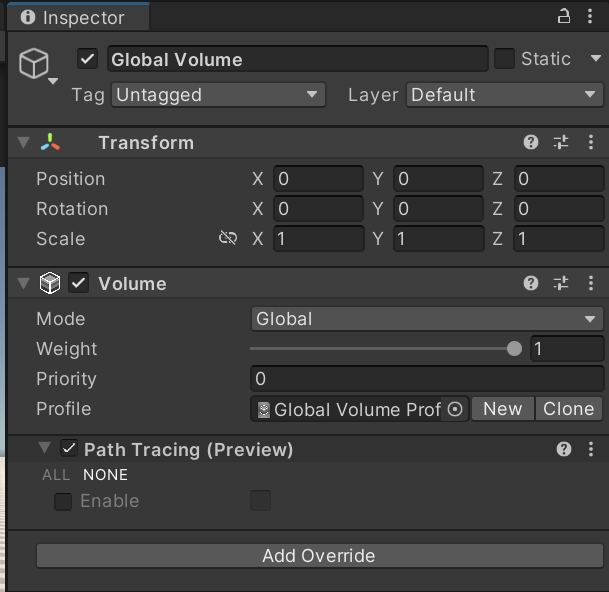 Inspector
Global Volume Static
Tag Untagged Layer Default
Transform
Position X 0 Y 0 Z 0
Rotation X 0 Y 0 Z 0
Scale X 1 Y 1 Z 1
Volume
Mode Global
Weight 1
Priority 0
Profile Global Volume Prof New Clone
Path Tracing (Preview)
ALL NONE
Enable
Add Override